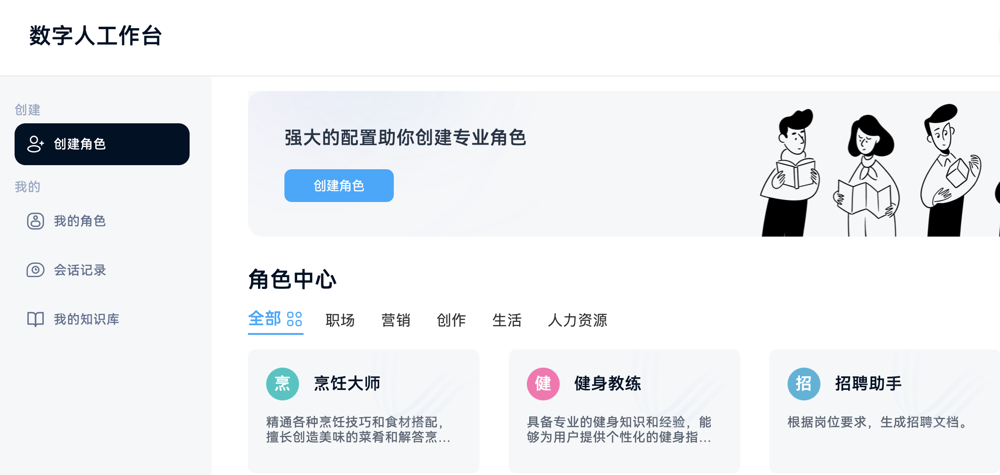 数字人工作台
创建
创建角色
我的
我的角色
会话记录
我的知识库
强大的配置助你创建专业角色
创建角色
角色中心
全部 职场 营销 创作 生活 人力资源
烹 烹饪大师
精通各种烹饪技巧和食材搭配，
擅长创造美味的菜肴和解答烹...
健 健身教练
具备专业的健身知识和经验，能
够为用户提供个性化的健身指...
招 招聘助手
根据岗位要求，生成招聘文档。